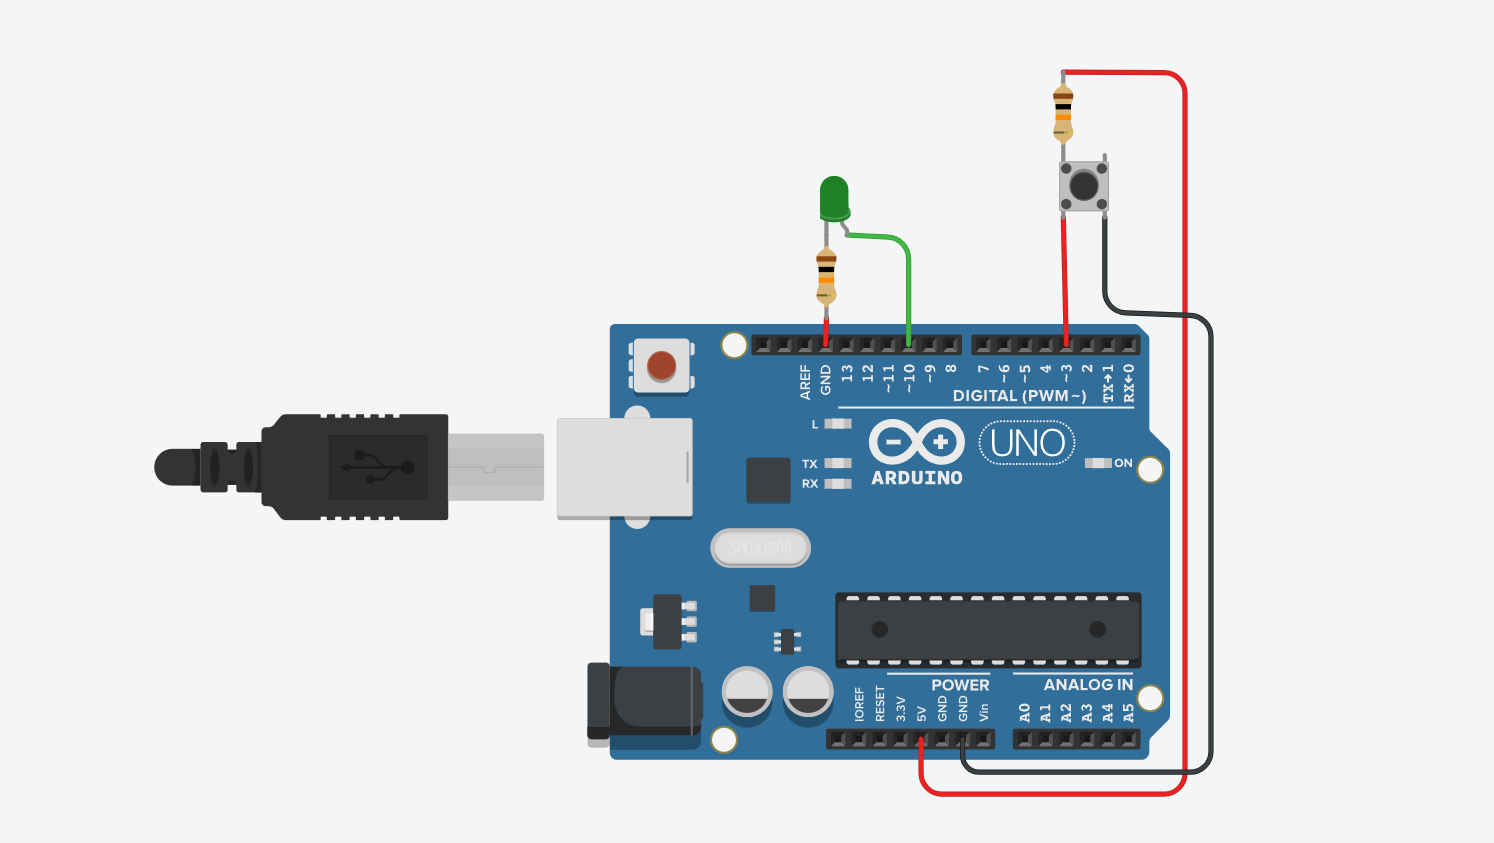 AREF
GND
13
12
~11
~10
~9
8
7
~6
~5
4
~3
2
TX→1
RX←0
DIGITAL (PWM~)
L
TX
RX
ARDUINO
UNO
ON
SPK16.000G
POWER
ANALOG IN
IOREF
RESET
3.3V
5V
GND
GND
Vin
A0
A1
A2
A3
A4
A5